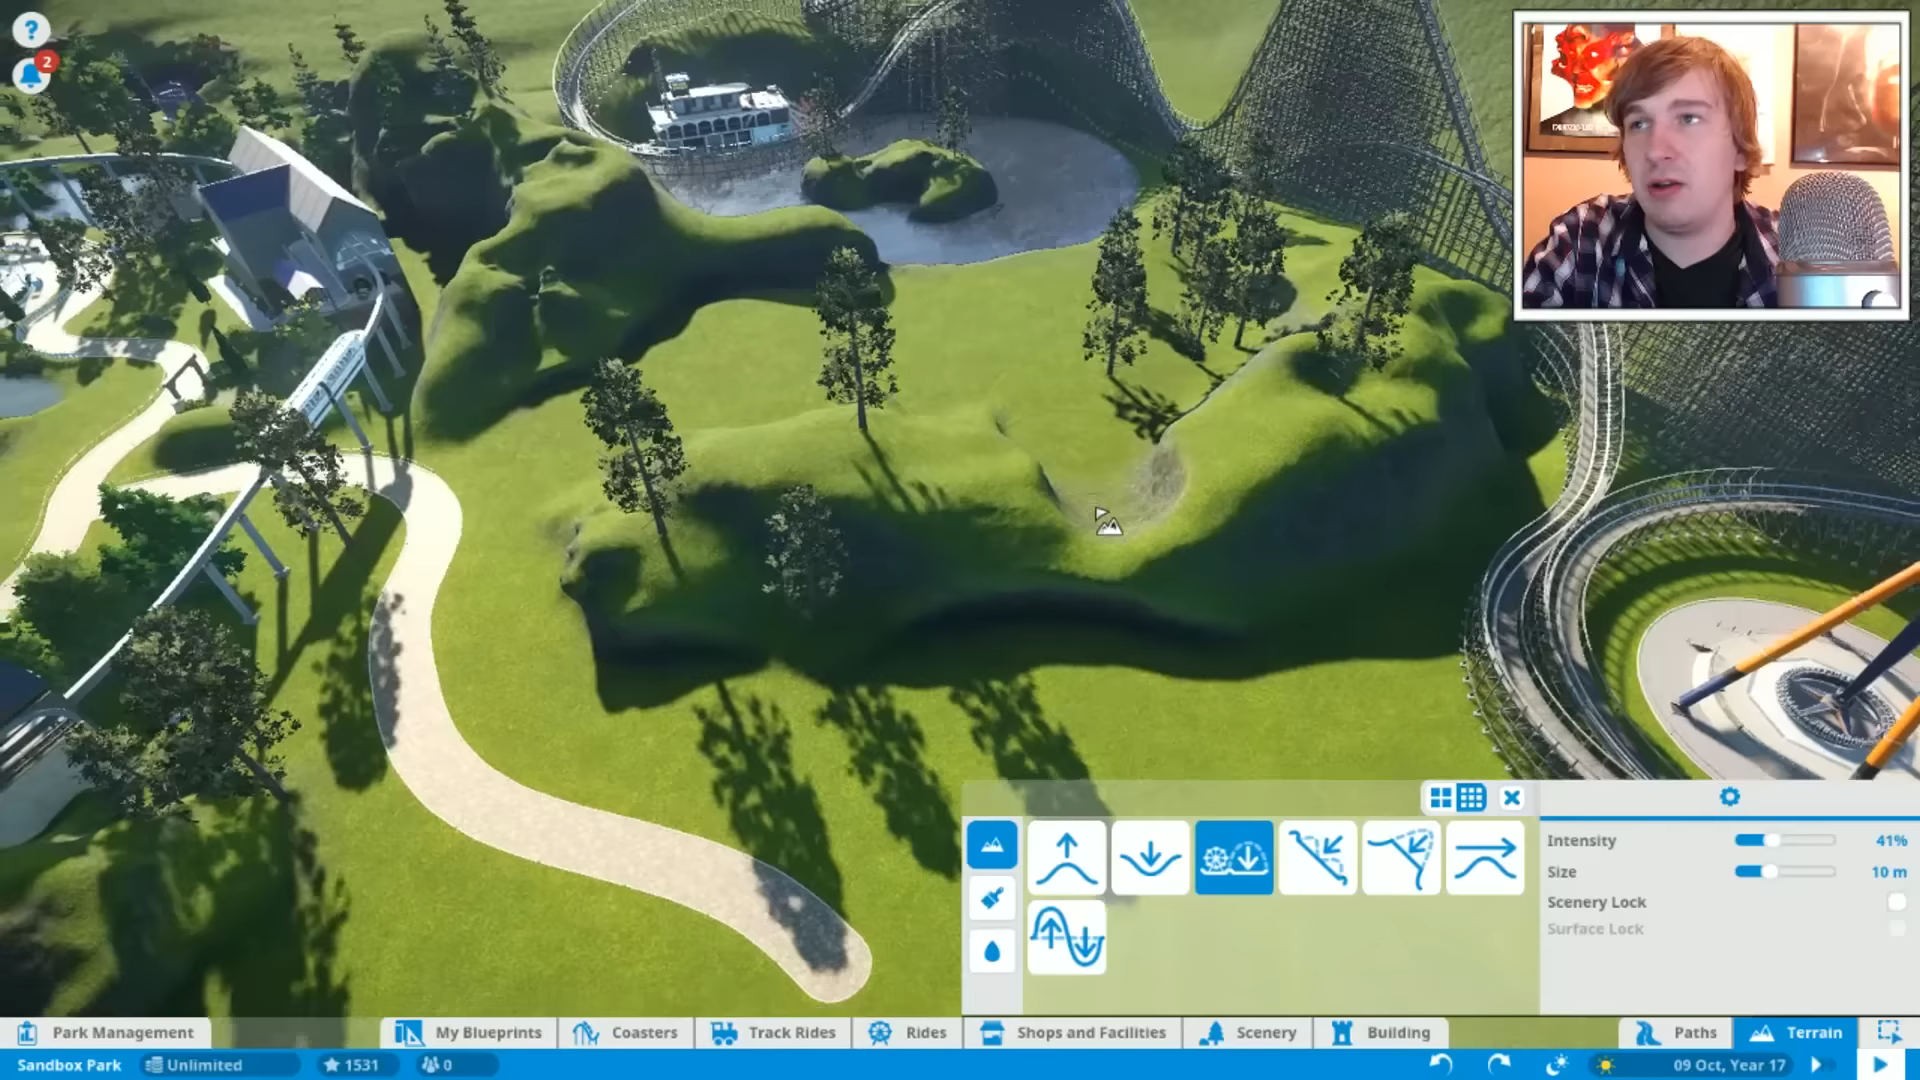 ?
2
Intensity 41%
Size 10 m
Scenery Lock
Surface Lock
Park Management My Blueprints Coasters Track Rides Rides Shops and Facilities Scenery Building Paths Terrain
Sandbox Park Unlimited 1531 0 09 Oct, Year 17